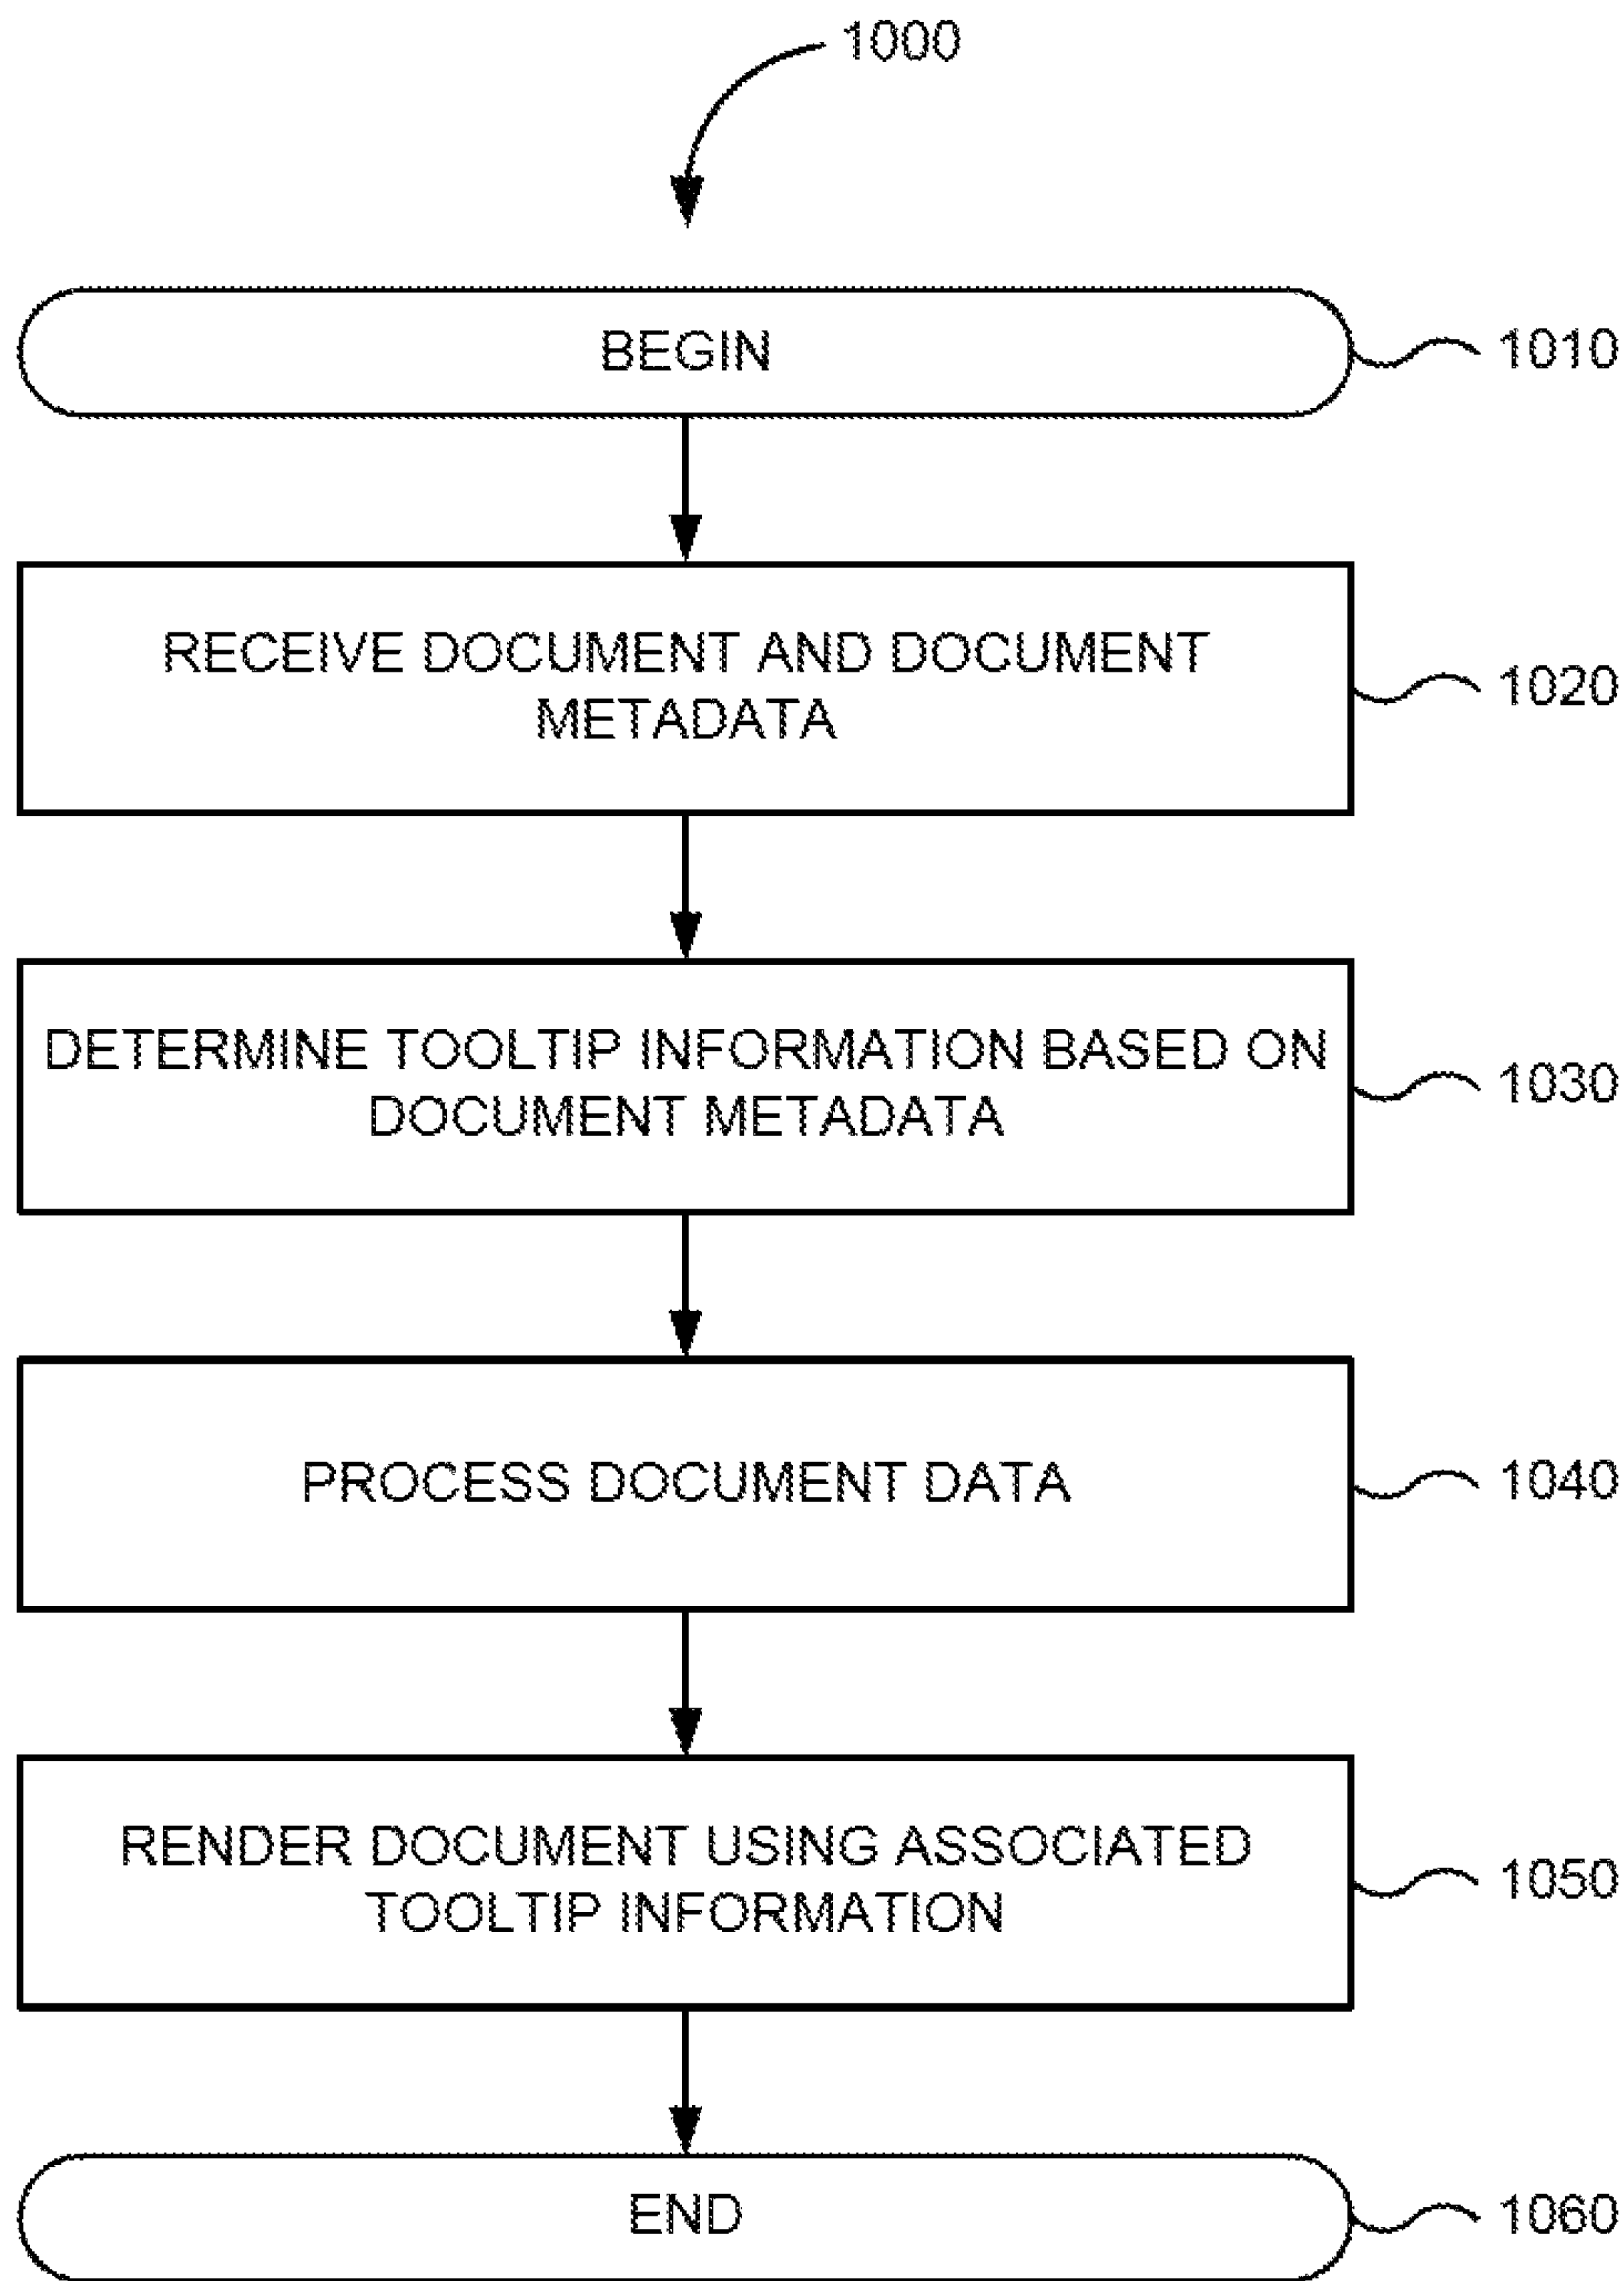 1000
BEGIN
1010
RECEIVE DOCUMENT AND DOCUMENT
METADATA
1020
DETERMINE TOOLTIP INFORMATION BASED ON
DOCUMENT METADATA
1030
PROCESS DOCUMENT DATA
1040
RENDER DOCUMENT USING ASSOCIATED
TOOLTIP INFORMATION
1050
END
1060